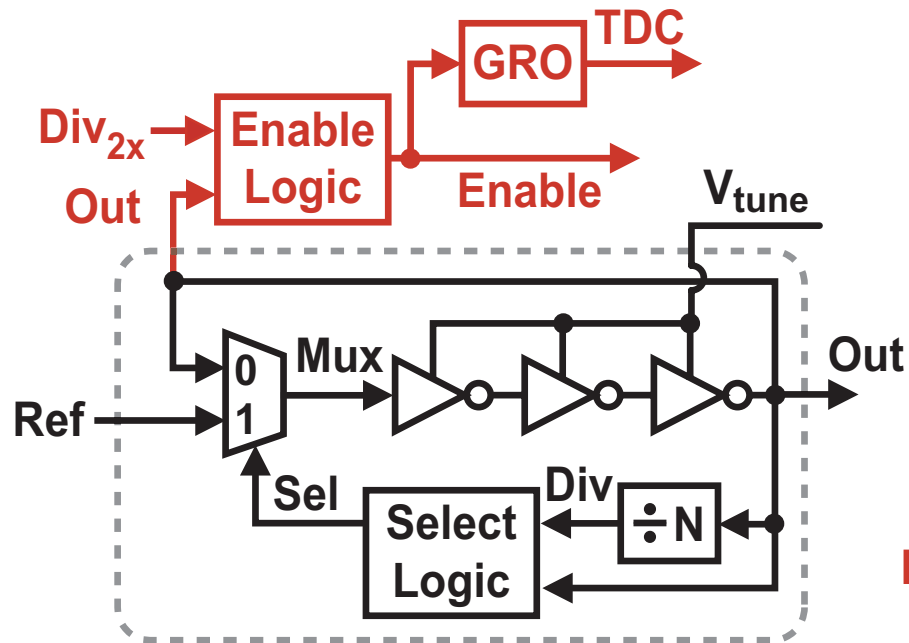 TDC
GRO
Div2x
Enable
Logic
Out
Enable
Vtune
0
Mux
Out
1
Ref
Sel
Div
÷N
Select
Logic